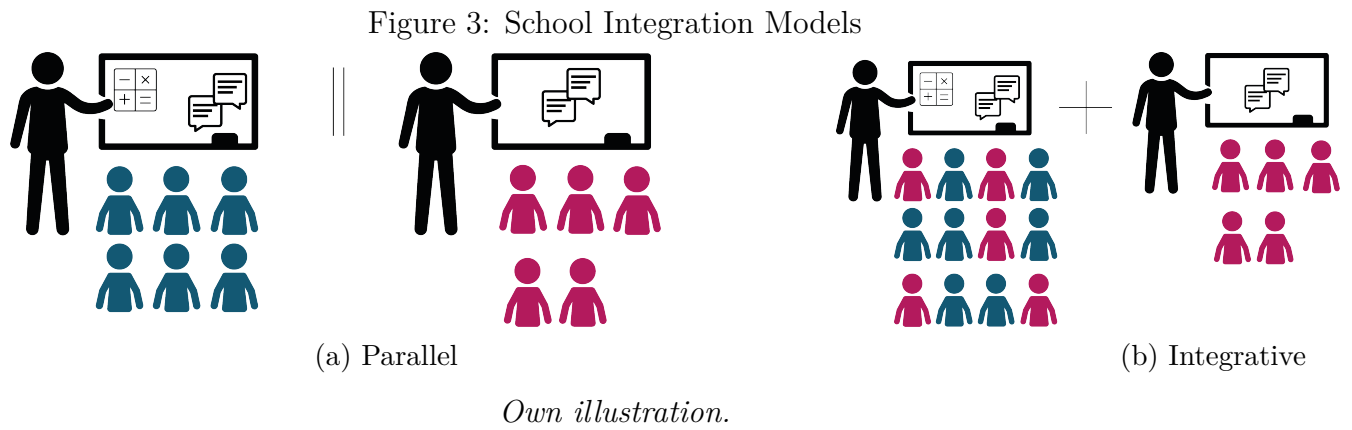 Figure 3: School Integration Models
− ×
+ =
− ×
+ =
(a) Parallel
(b) Integrative
Own illustration.